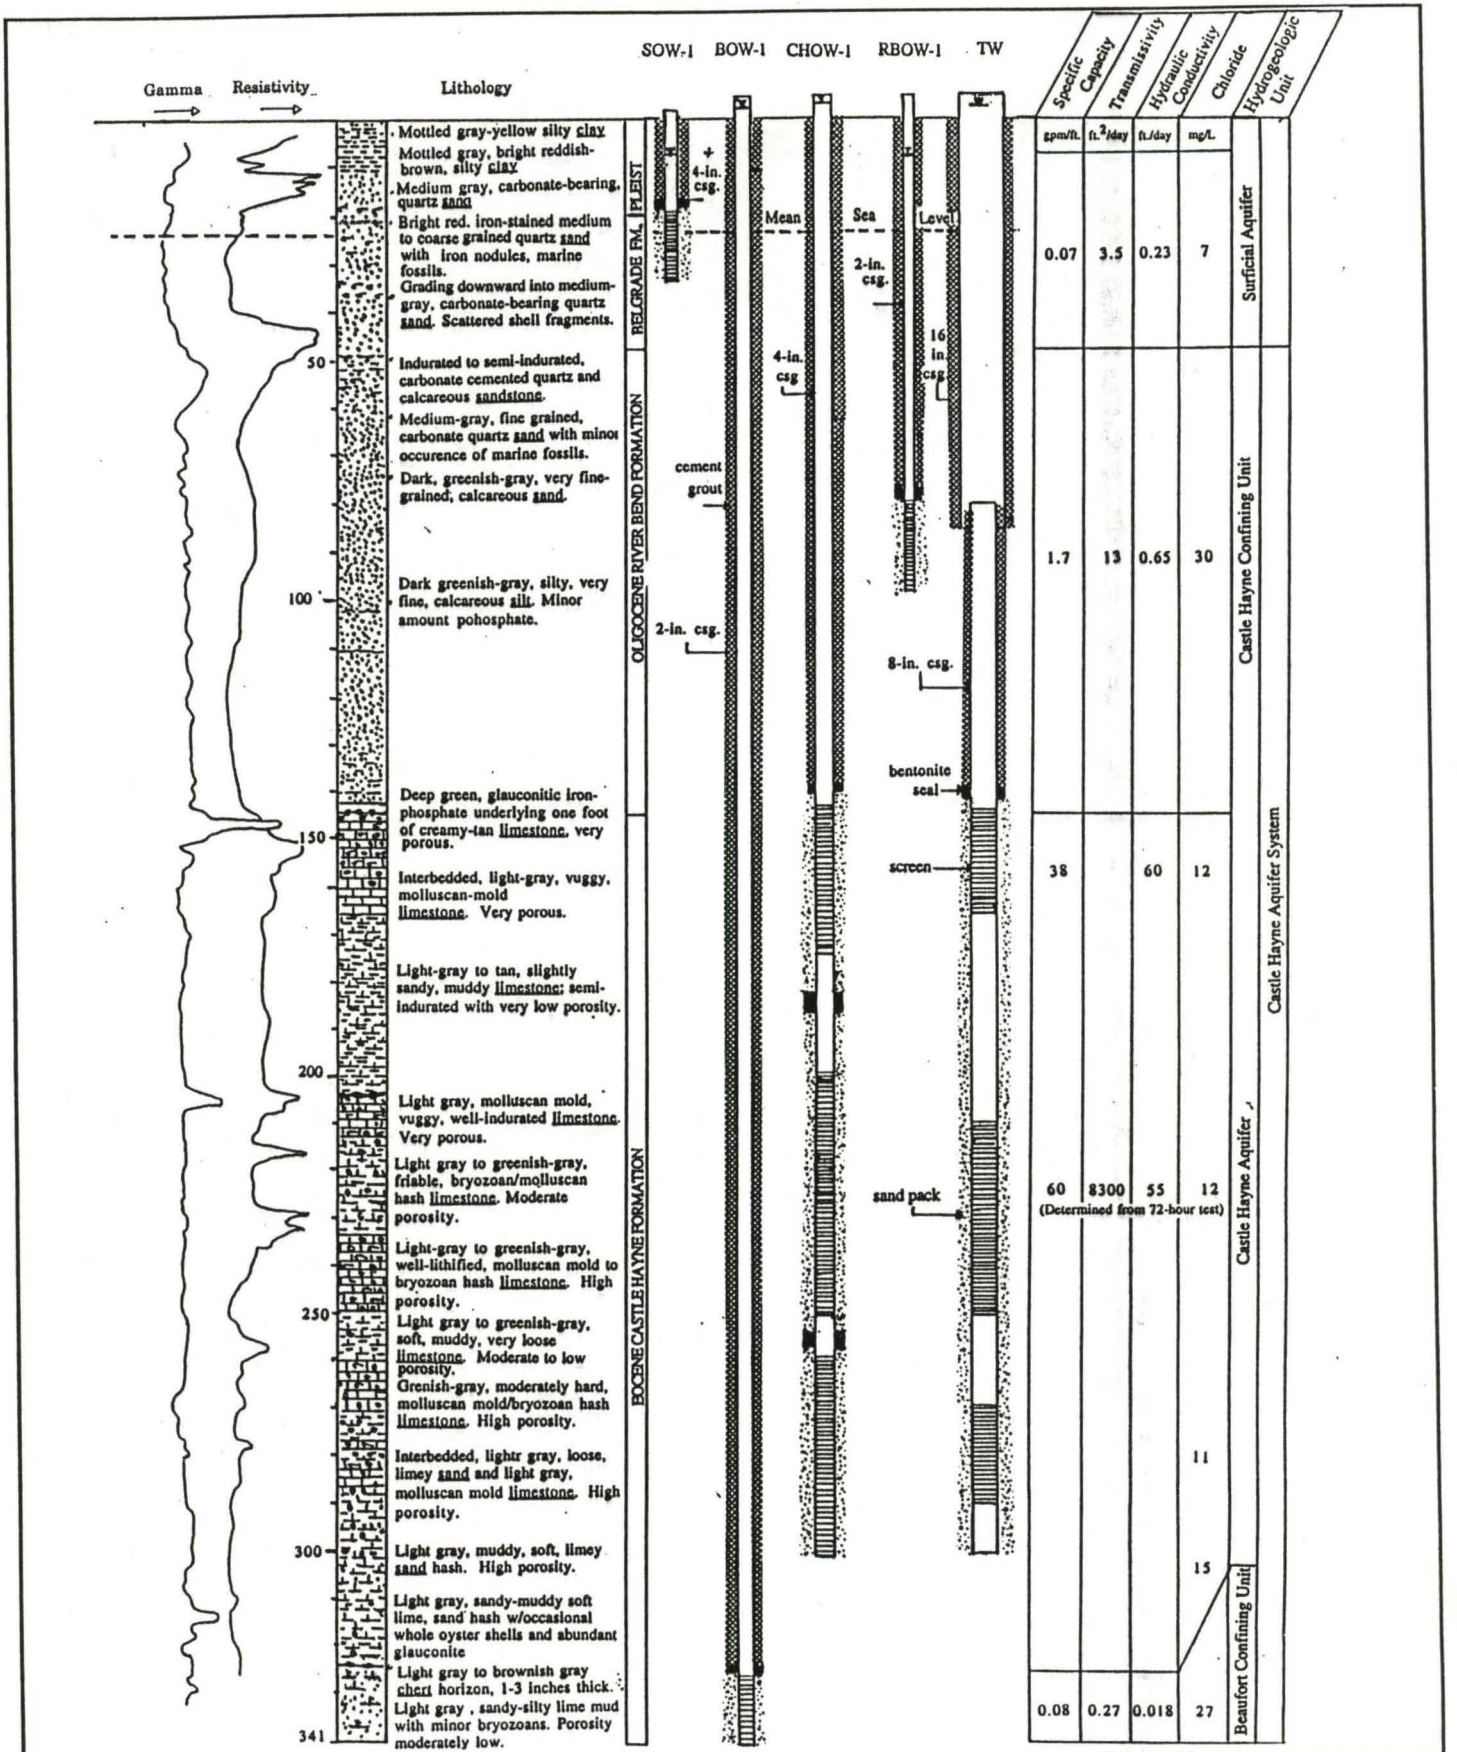 SOW-1 BOW-1 CHOW-1 RBOW-1 TW
Specific Capacity
Transmissivity
Hydraulic Conductivity
Chloride
Hydrogeologic Unit
Gamma Resistivity Lithology
gpm/ft. ft.²/day ft./day mg/L
Mottled gray-yellow silty clay
Mottled gray, bright reddish-
brown, silty clay
Medium gray, carbonate-bearing,
quartz sand
Bright red. iron-stained medium
to coarse grained quartz sand
with iron nodules, marine
fossils.
Grading downward into medium-
gray, carbonate-bearing quartz
sand. Scattered shell fragments.
50
Indurated to semi-indurated,
carbonate cemented quartz and
calcareous sandstone.
Medium-gray, fine grained,
carbonate quartz sand with minor
occurence of marine fossils.
Dark, greenish-gray, very fine-
grained, calcareous sand.
100
Dark greenish-gray, silty, very
fine, calcareous silt. Minor
amount pohosphate.
Deep green, glauconitic iron-
phosphate underlying one foot
of creamy-tan limestone, very
porous.
150
Interbedded, light-gray, vuggy,
molluscan-mold
limestone. Very porous.
Light-gray to tan, slightly
sandy, muddy limestone; semi-
indurated with very low porosity.
200
Light gray, molluscan mold,
vuggy, well-indurated limestone.
Very porous.
Light gray to greenish-gray,
friable, bryozoan/molluscan
hash limestone. Moderate
porosity.
Light-gray to greenish-gray,
well-lithified, molluscan mold to
bryozoan hash limestone. High
porosity.
250
Light gray to greenish-gray,
soft, muddy, very loose
limestone. Moderate to low
porosity.
Grenish-gray, moderately hard,
molluscan mold/bryozoan hash
limestone. High porosity.
Interbedded, lightr gray, loose,
limey sand and light gray,
molluscan mold limestone. High
porosity.
300
Light gray, muddy, soft, limey
sand hash. High porosity.
Light gray, sandy-muddy soft
lime, sand hash w/occasional
whole oyster shells and abundant
glauconite
Light gray to brownish gray
chert horizon, 1-3 inches thick.
Light gray , sandy-silty lime mud
with minor bryozoans. Porosity
moderately low.
341
PLEIST
BELGRADE FM.
OLIGOCENE RIVER BEND FORMATION
EOCENE CASTLE HAYNE FORMATION
4-in.
csg.
Mean Sea Level
2-in.
csg.
16
in.
csg.
4-in.
csg
cement
grout
2-in. csg.
8-in. csg.
bentonite
seal
screen
sand pack
0.07 3.5 0.23 7
1.7 13 0.65 30
38 60 12
60 8300 55 12
(Determined from 72-hour test)
11
15
0.08 0.27 0.018 27
Surficial Aquifer
Castle Hayne Confining Unit
Castle Hayne Aquifer
Beaufort Confining Unit
Castle Hayne Aquifer System